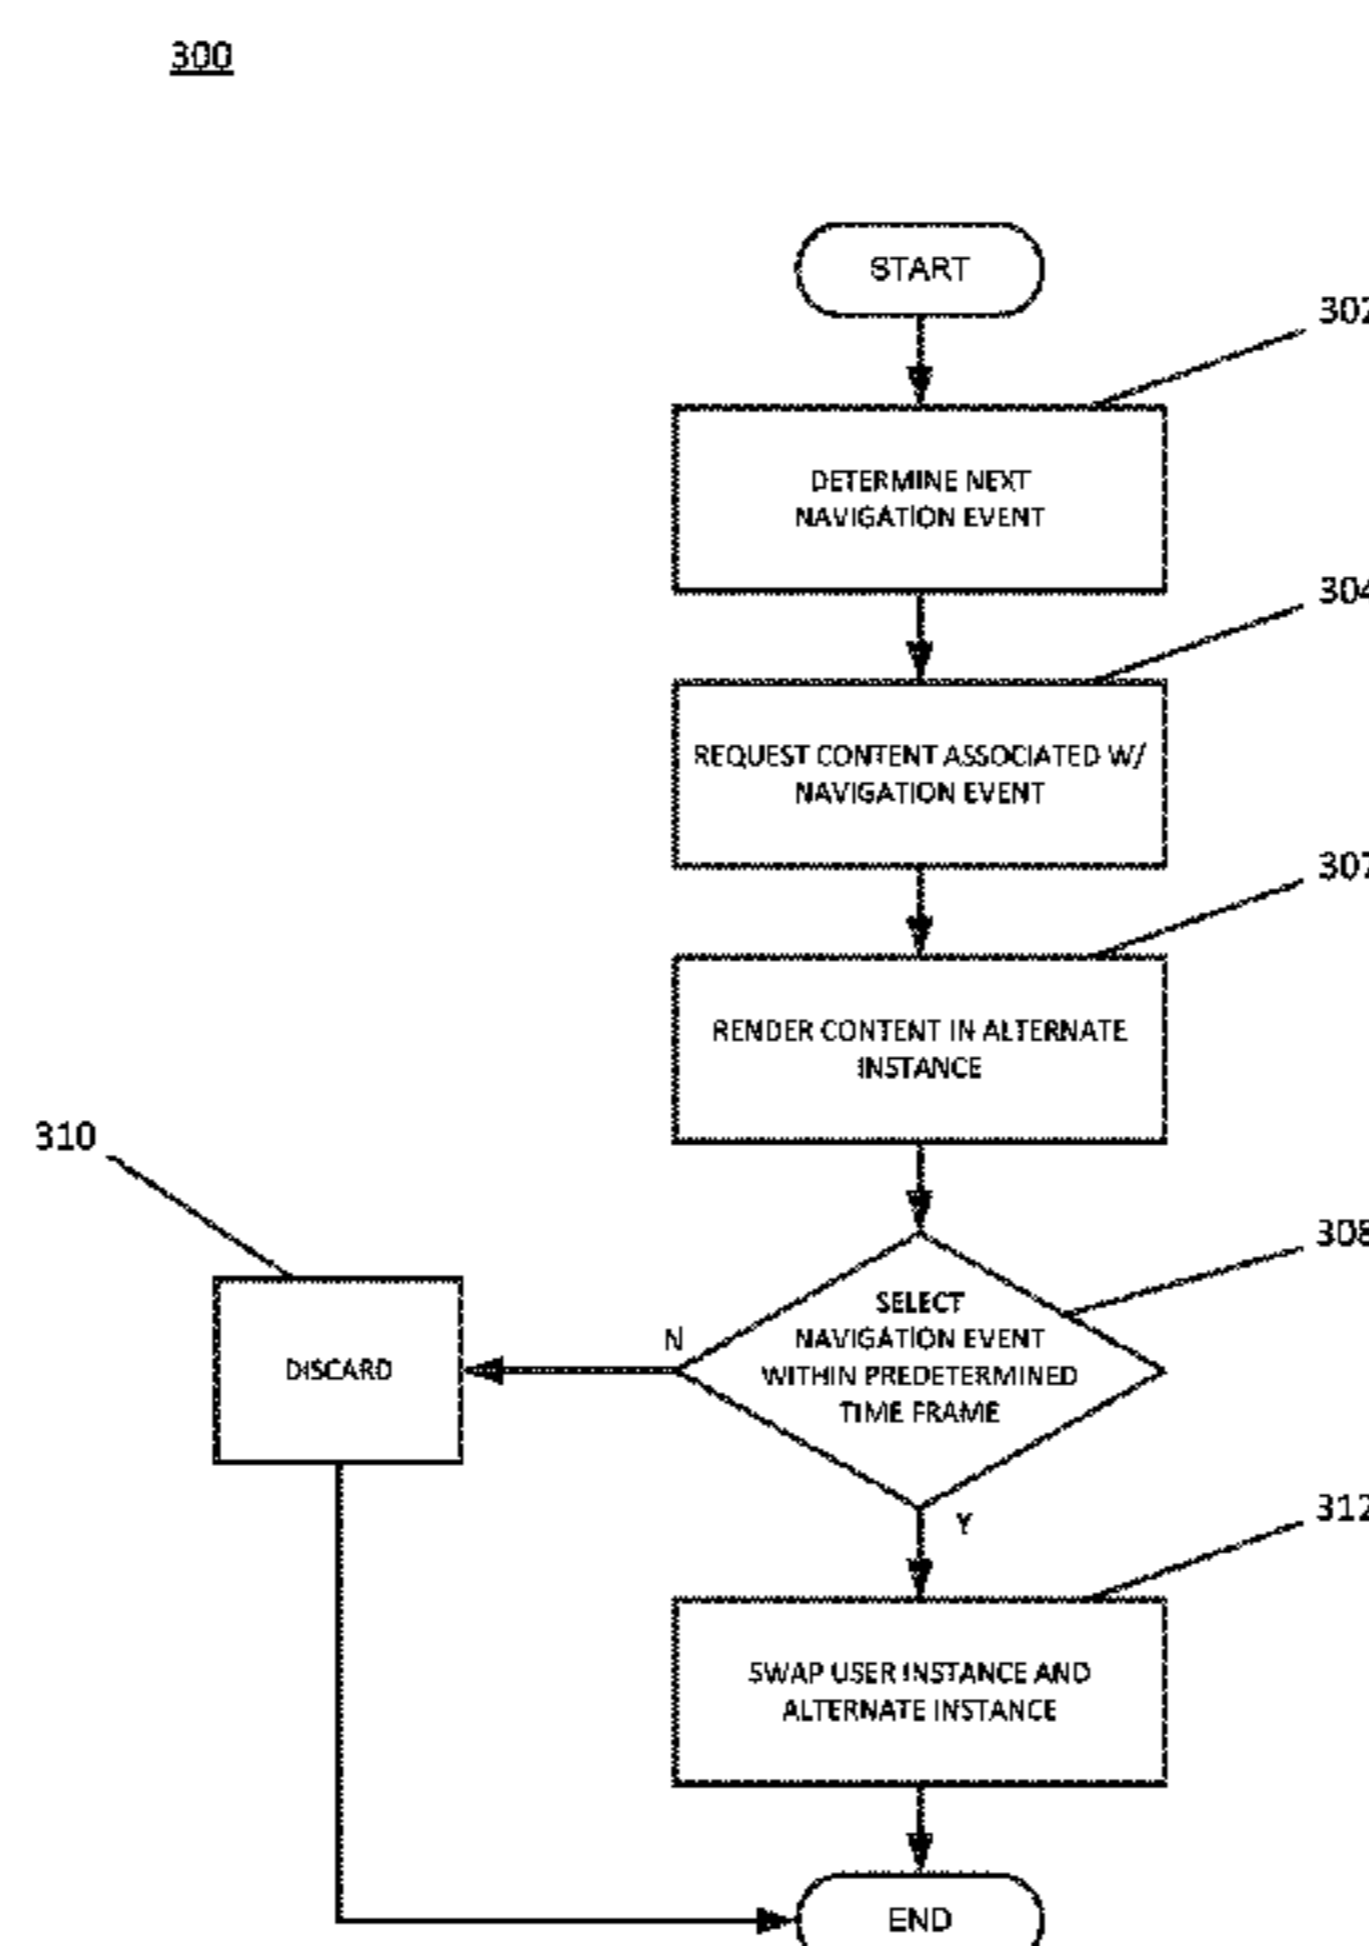 300
START
302
DETERMINE NEXT
NAVIGATION EVENT
304
REQUEST CONTENT ASSOCIATED W/
NAVIGATION EVENT
307
RENDER CONTENT IN ALTERNATE
INSTANCE
310
308
SELECT
NAVIGATION EVENT
WITHIN PREDETERMINED
TIME FRAME
N
DISCARD
Y
312
SWAP USER INSTANCE AND
ALTERNATE INSTANCE
END